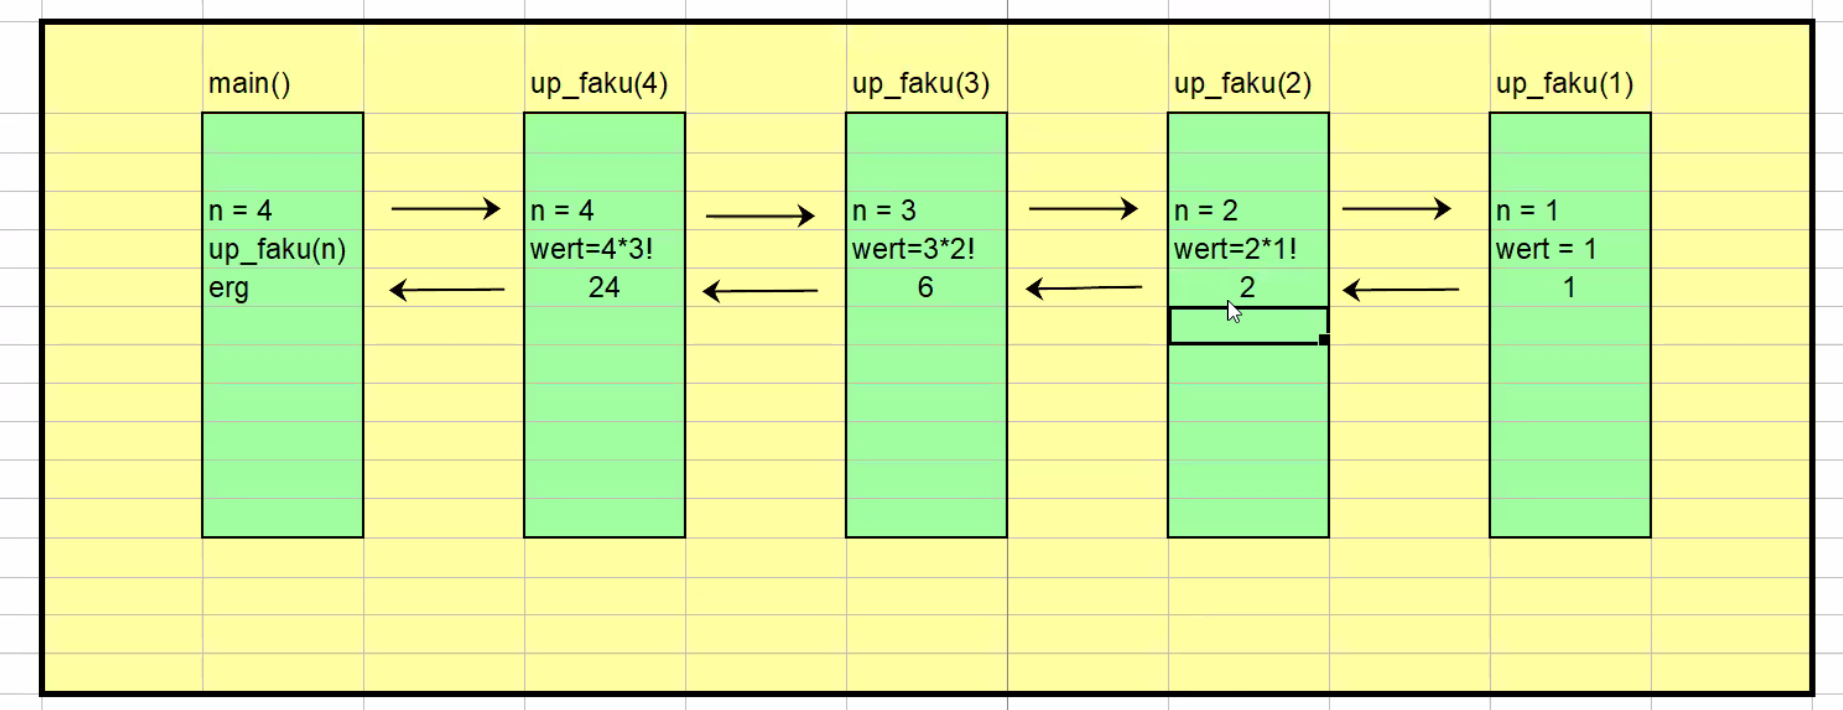 main()
up_faku(4)
up_faku(3)
up_faku(2)
up_faku(1)
n = 4
n = 4
n = 3
n = 2
n = 1
up_faku(n)
wert=4*3!
wert=3*2!
wert=2*1!
wert = 1
erg
24
6
2
1